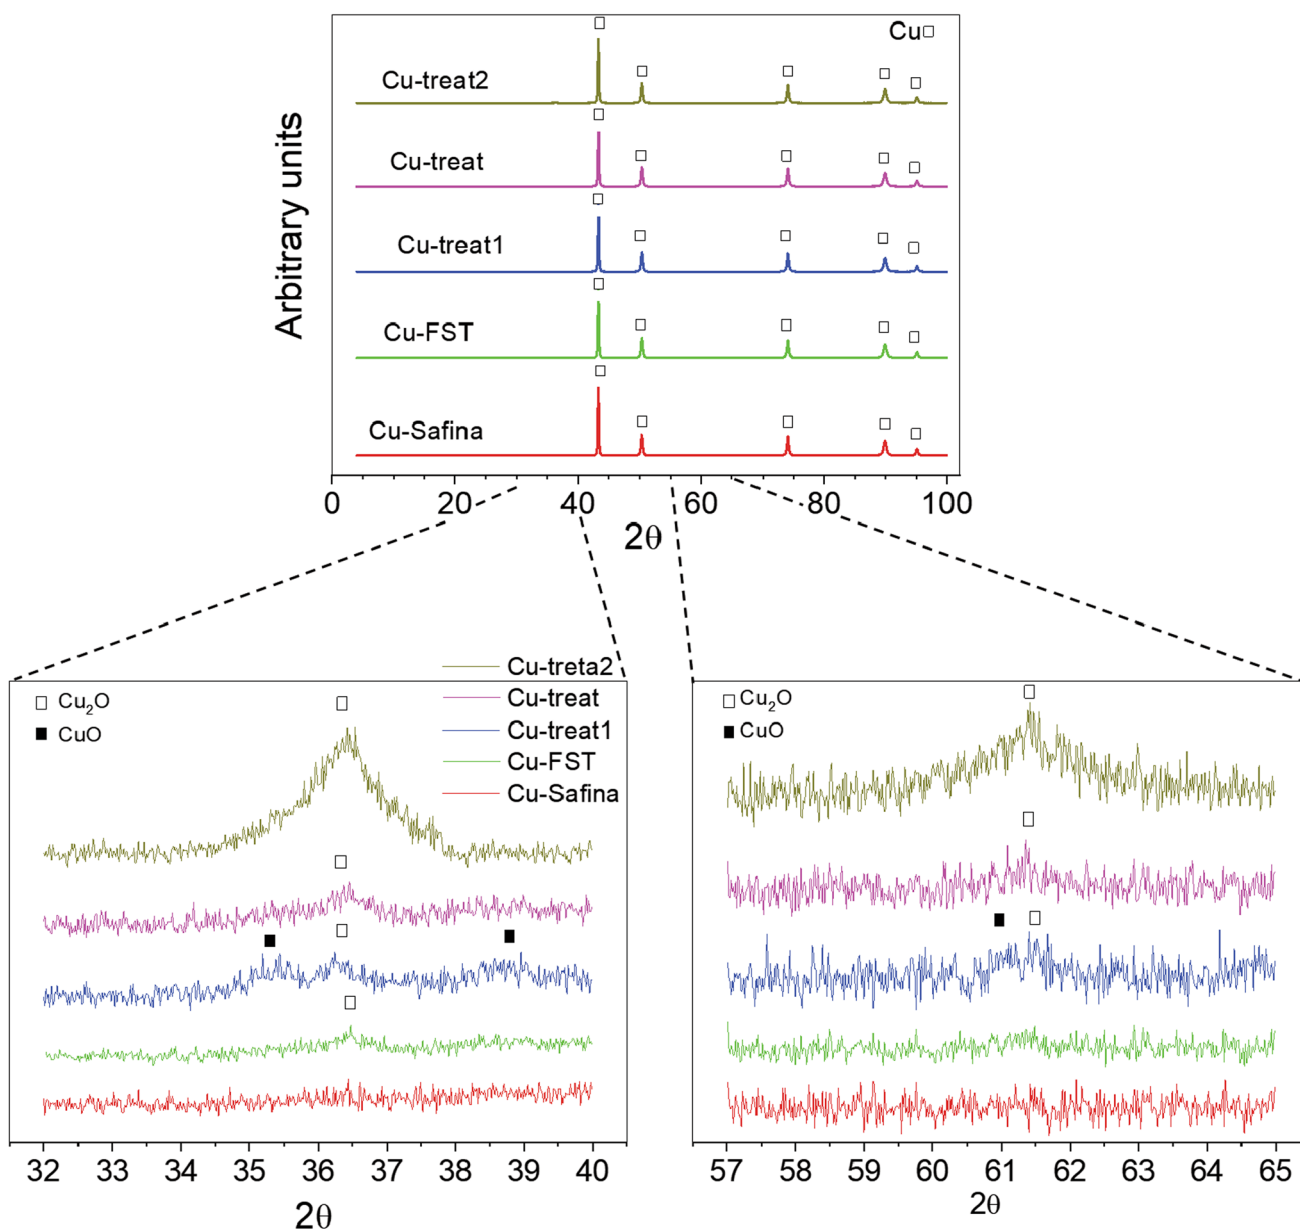 Cu□
Cu-treat2
Cu-treat
Cu-treat1
Cu-FST
Cu-Safina
Arbitrary units
0 20 40 60 80 100
2θ
□ Cu₂O
■ CuO
Cu-treta2
Cu-treat
Cu-treat1
Cu-FST
Cu-Safina
32 33 34 35 36 37 38 39 40
2θ
□ Cu₂O
■ CuO
57 58 59 60 61 62 63 64 65
2θ